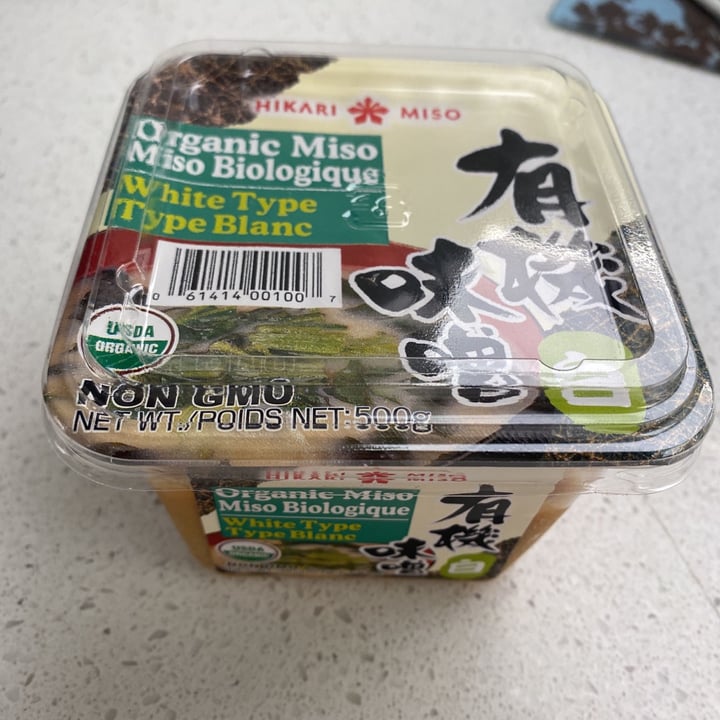 HIKARI MISO
Organic Miso
Miso Biologique
White Type
Type Blanc
有機
味噌
白
0 61414 00100 7
USDA
ORGANIC
NON GMO
NET WT./POIDS NET: 500g
HIKARI MISO
Organic Miso
Miso Biologique
White Type
Type Blanc
有機
味噌
白
USDA
ORGANIC